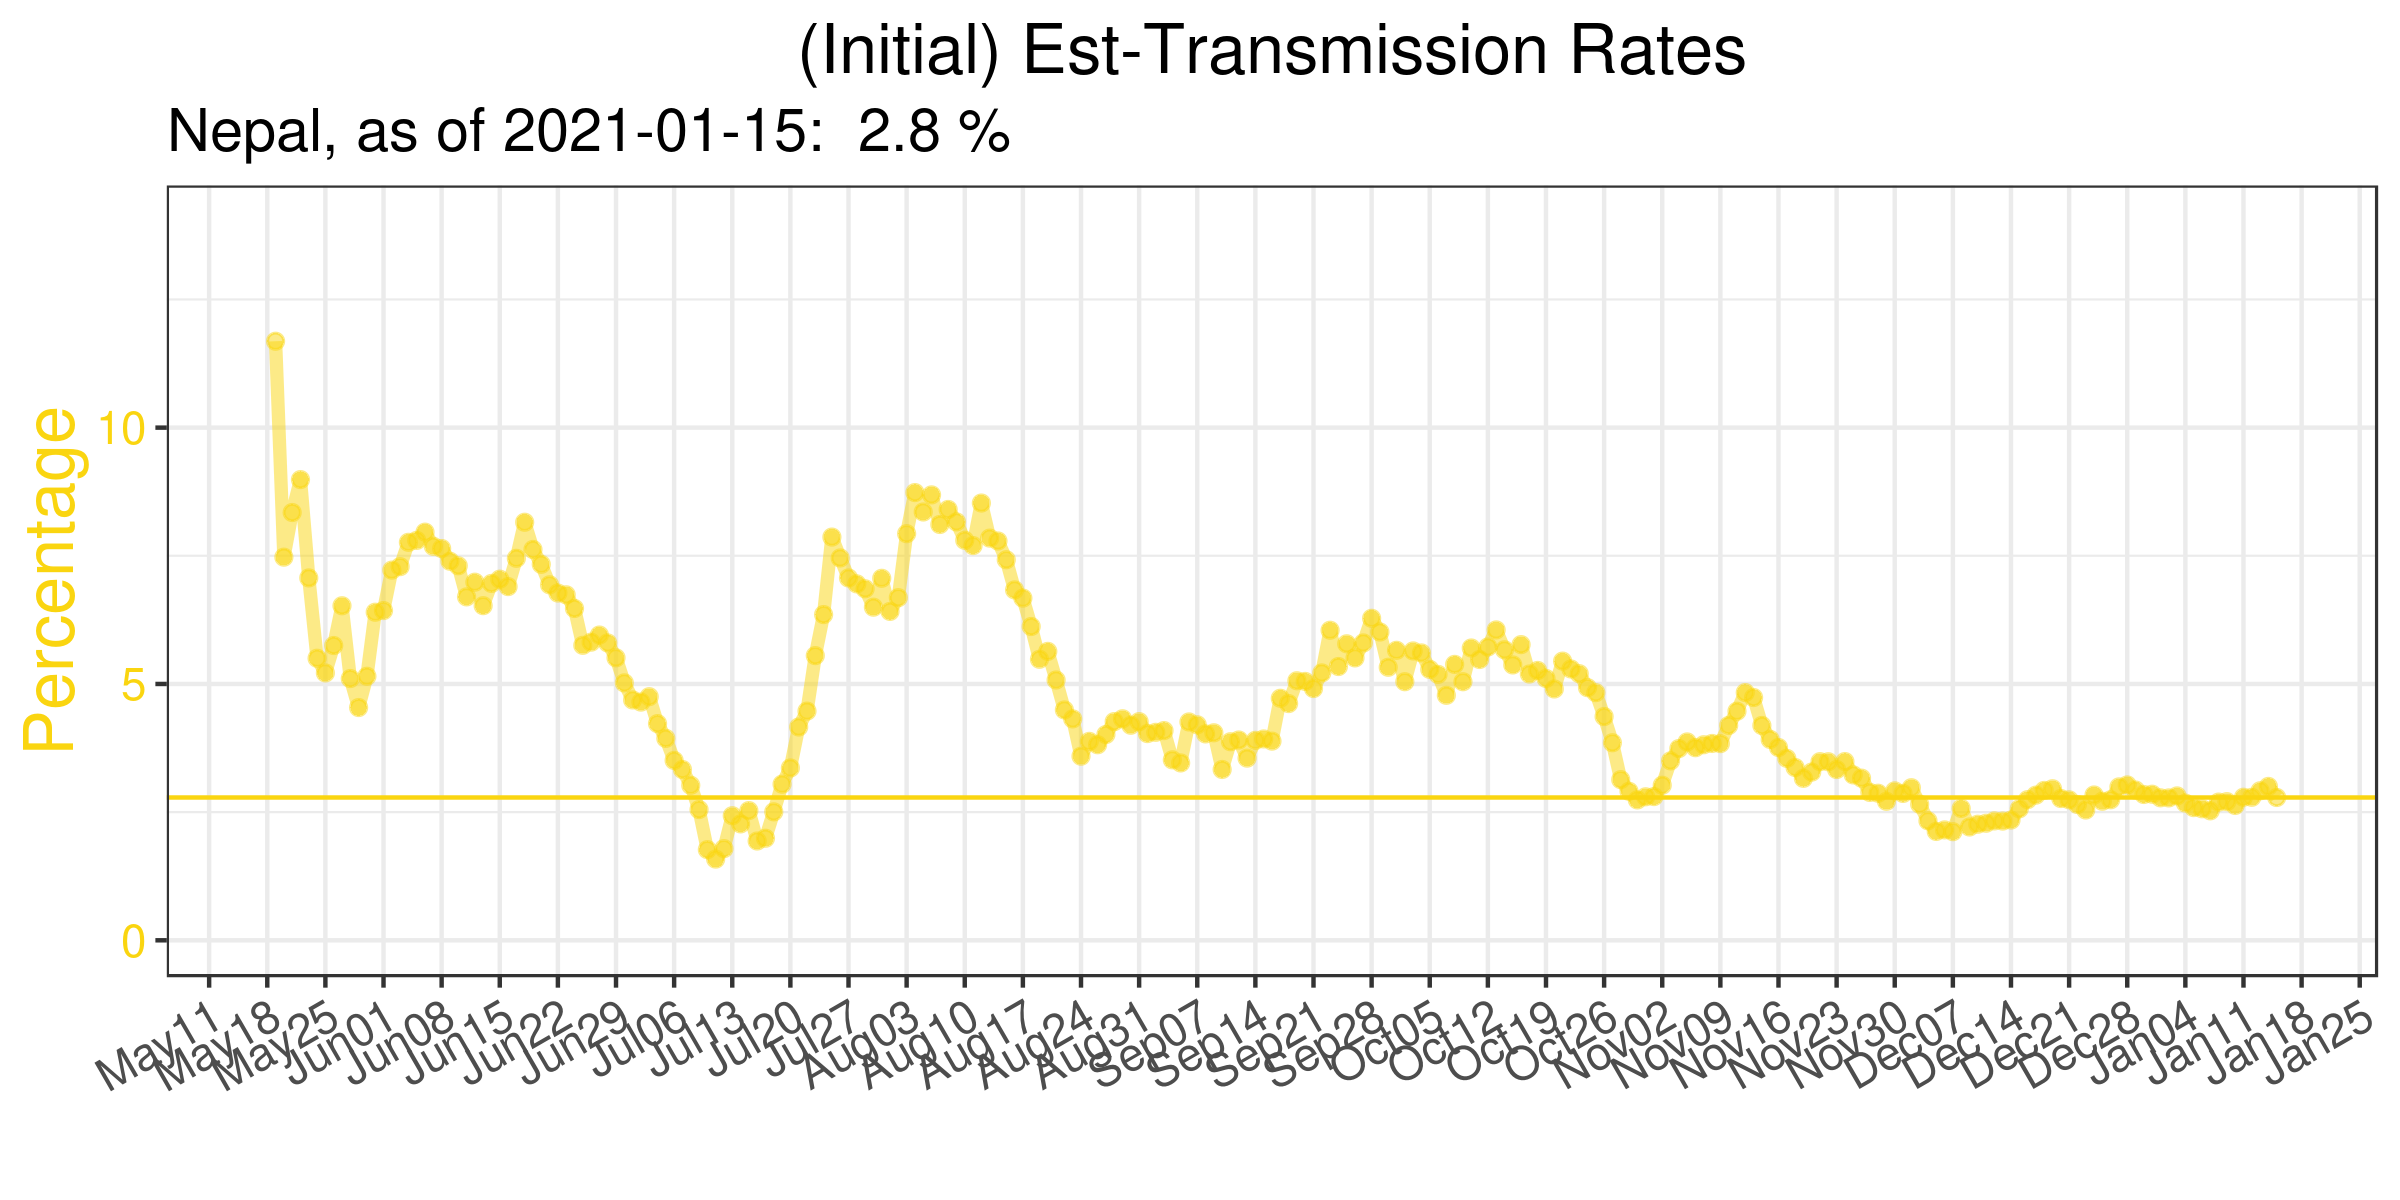 (Initial) Est-Transmission Rates
Nepal, as of 2021-01-15:  2.8 %
Percentage
10
5
0
May11
May18
May25
Jun01
Jun08
Jun15
Jun22
Jun29
Jul06
Jul13
Jul20
Jul27
Aug03
Aug10
Aug17
Aug24
Aug31
Sep07
Sep14
Sep21
Sep28
Oct05
Oct12
Oct19
Oct26
Nov02
Nov09
Nov16
Nov23
Nov30
Dec07
Dec14
Dec21
Dec28
Jan04
Jan11
Jan18
Jan25